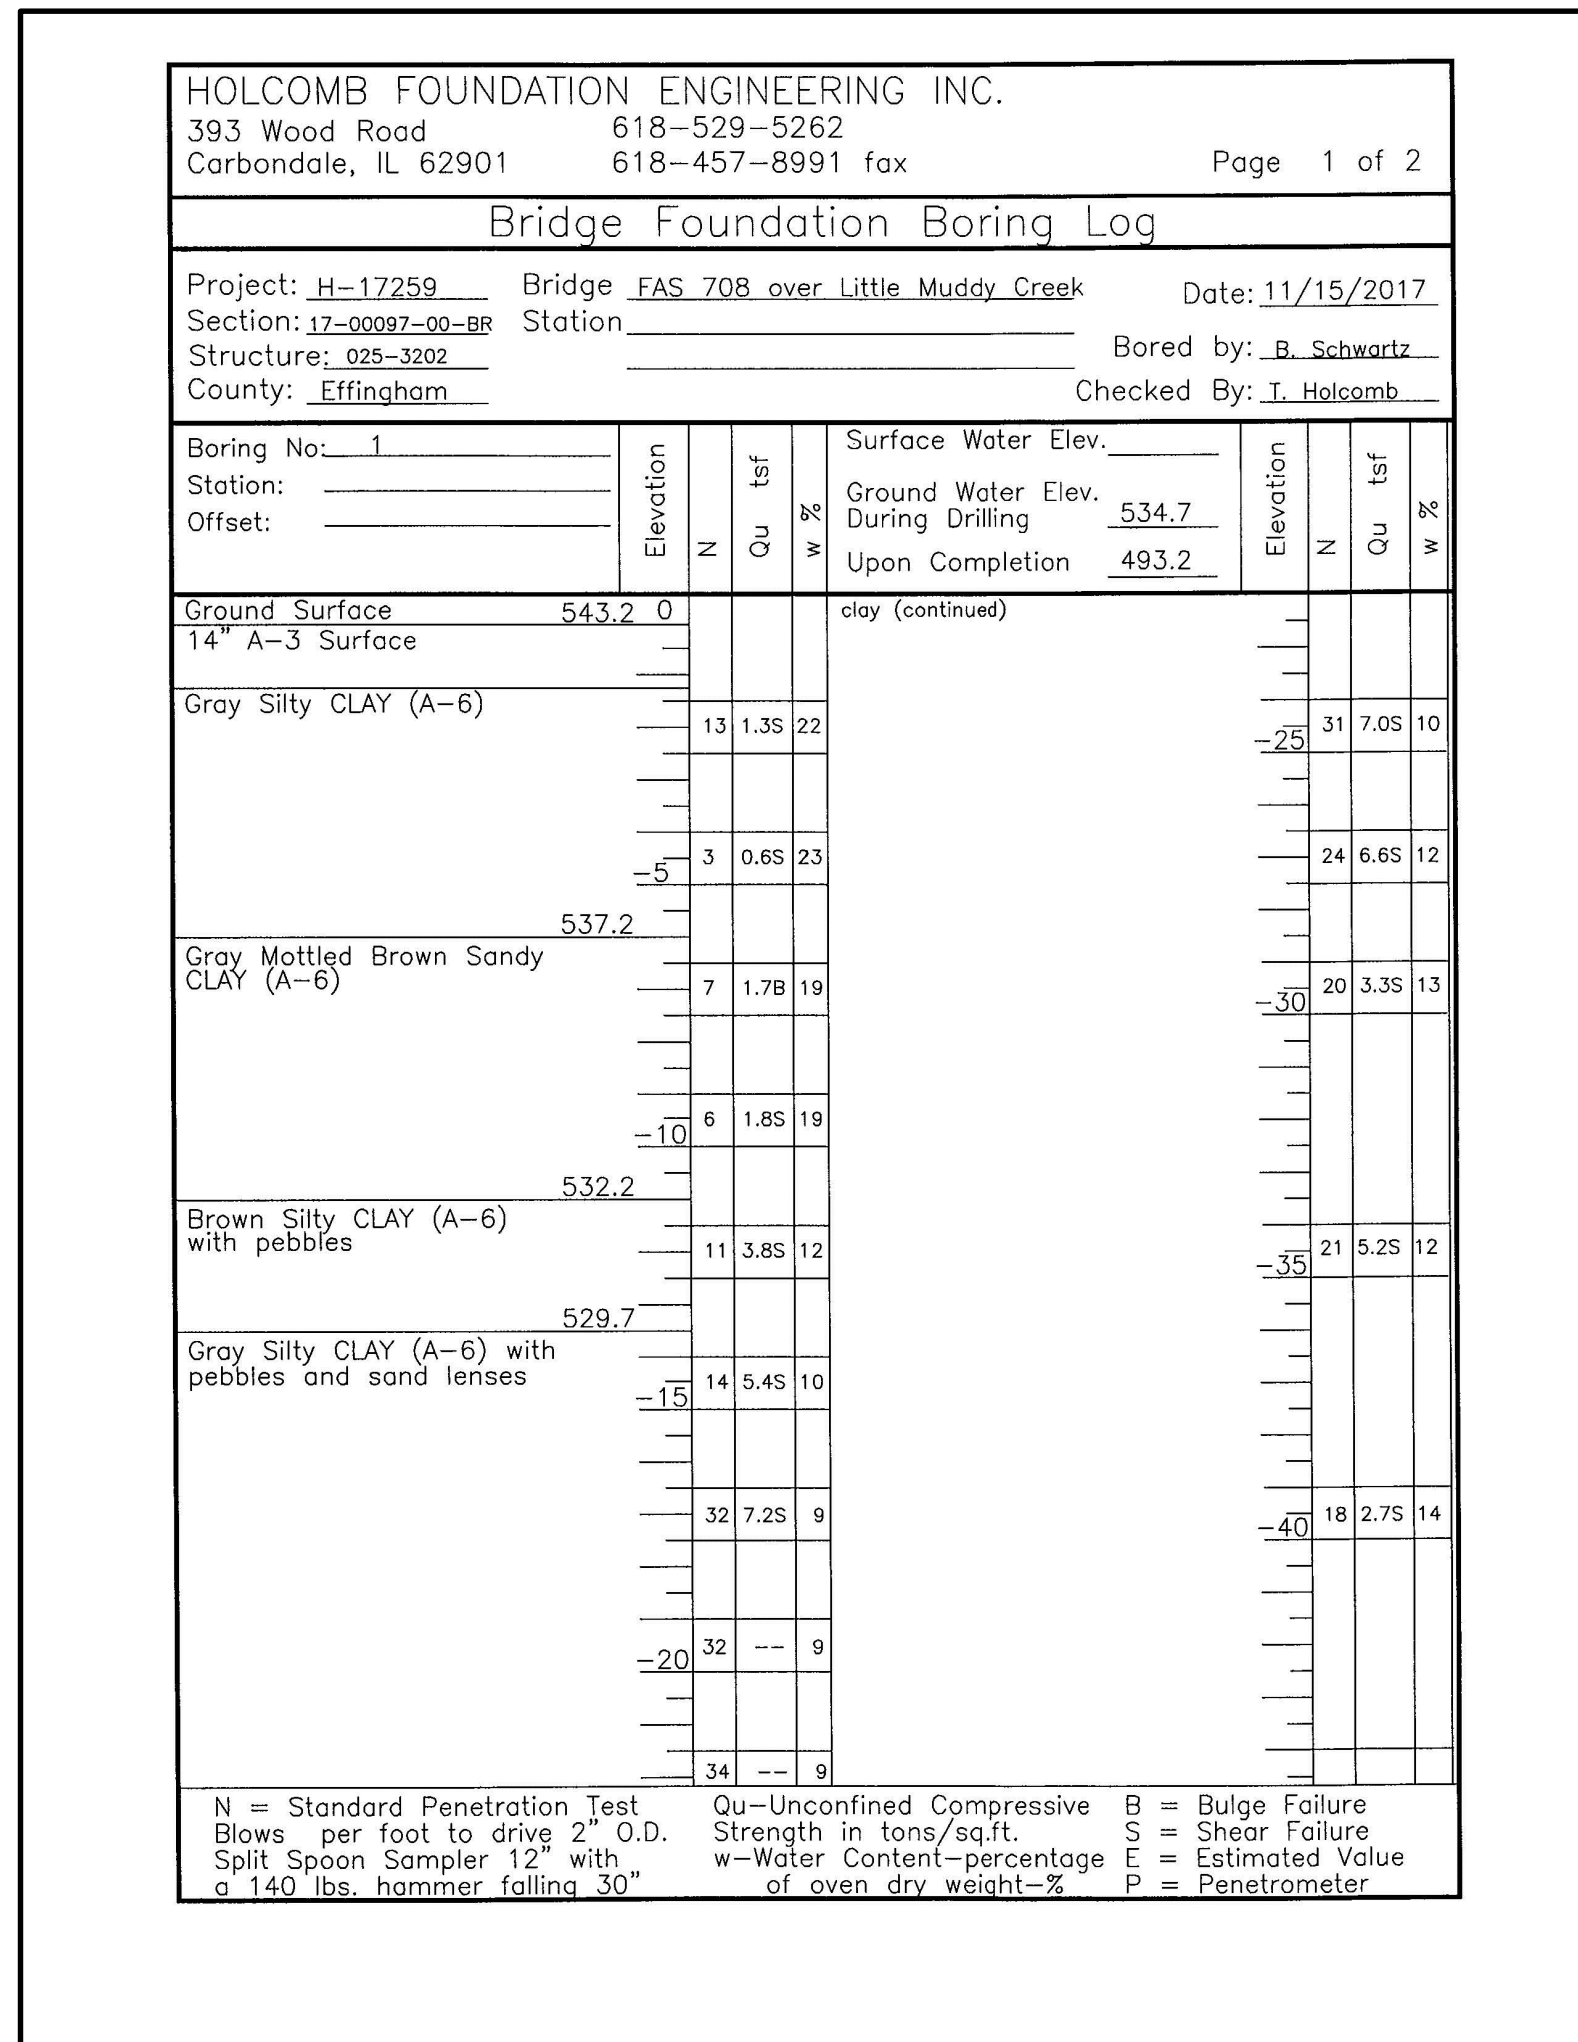 HOLCOMB FOUNDATION ENGINEERING INC.
393 Wood Road 618-529-5262
Carbondale, IL 62901 618-457-8991 fax Page 1 of 2
Bridge Foundation Boring Log
Project: H-17259 Bridge FAS 708 over Little Muddy Creek Date: 11/15/2017
Section: 17-00097-00-BR Station
Structure: 025-3202 Bored by: B. Schwartz
County: Effingham Checked By: T. Holcomb
Boring No: 1
Station:
Offset:
Elevation
N
Qu tsf
w %
Surface Water Elev.
Ground Water Elev.
During Drilling 534.7
Upon Completion 493.2
Elevation
N
Qu tsf
w %
Ground Surface 543.2 0
14" A-3 Surface
Gray Silty CLAY (A-6)
13 1.3S 22
-5 3 0.6S 23
537.2
Gray Mottled Brown Sandy
CLAY (A-6)
7 1.7B 19
-10 6 1.8S 19
532.2
Brown Silty CLAY (A-6)
with pebbles
11 3.8S 12
529.7
Gray Silty CLAY (A-6) with
pebbles and sand lenses
-15 14 5.4S 10
32 7.2S 9
-20 32 -- 9
34 -- 9
clay (continued)
-25 31 7.0S 10
24 6.6S 12
-30 20 3.3S 13
-35 21 5.2S 12
-40 18 2.7S 14
N = Standard Penetration Test
Blows per foot to drive 2" O.D.
Split Spoon Sampler 12" with
a 140 lbs. hammer falling 30"
Qu-Unconfined Compressive
Strength in tons/sq.ft.
w-Water Content-percentage
of oven dry weight-%
B = Bulge Failure
S = Shear Failure
E = Estimated Value
P = Penetrometer